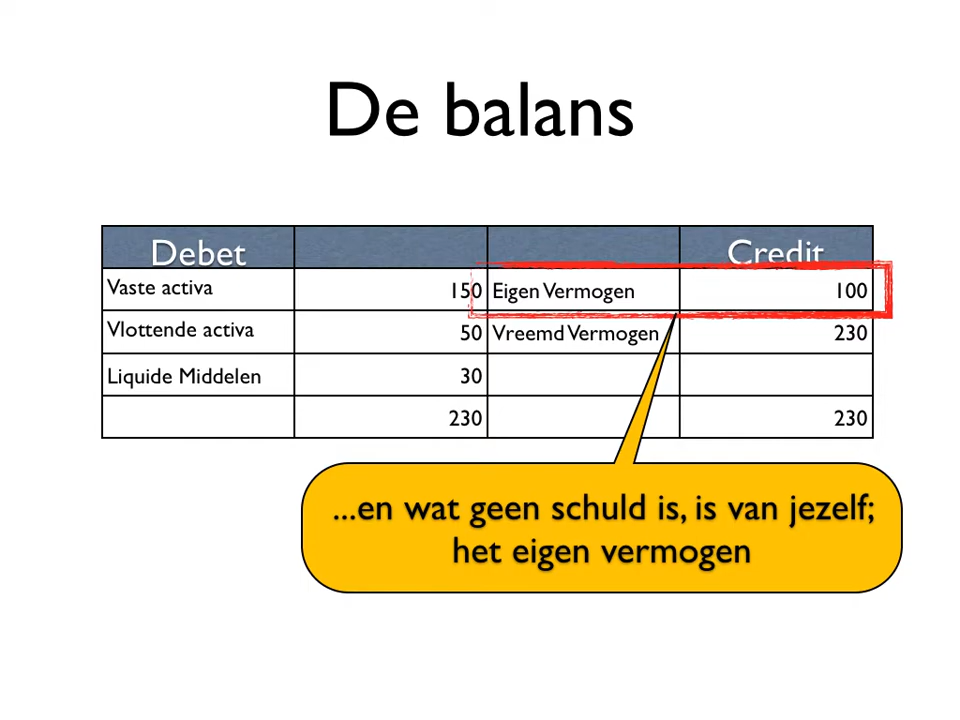 De balans
Debet Credit
Vaste activa 150 Eigen Vermogen 100
Vlottende activa 50 Vreemd Vermogen 230
Liquide Middelen 30
230 230
...en wat geen schuld is, is van jezelf;
het eigen vermogen